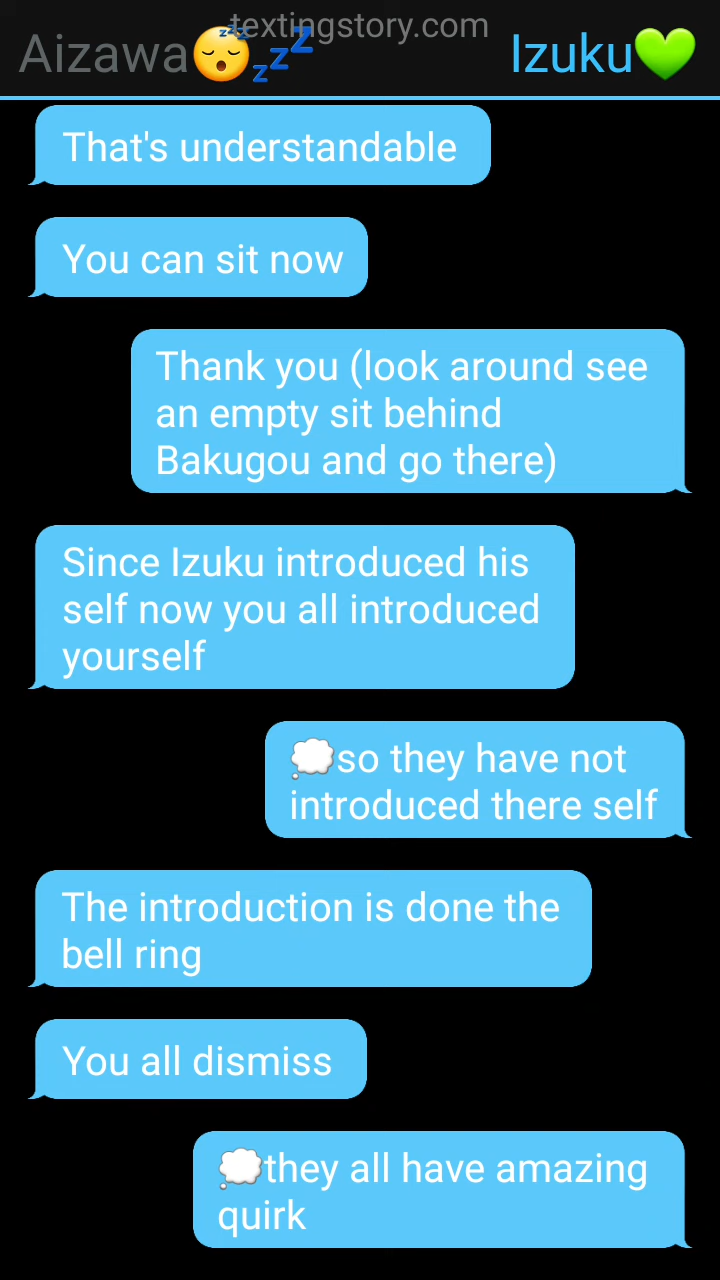 textingstory.com
Aizawa😴💤 Izuku💚
That's understandable
You can sit now
Thank you (look around see
an empty sit behind
Bakugou and go there)
Since Izuku introduced his
self now you all introduced
yourself
💭so they have not
introduced there self
The introduction is done the
bell ring
You all dismiss
💭they all have amazing
quirk